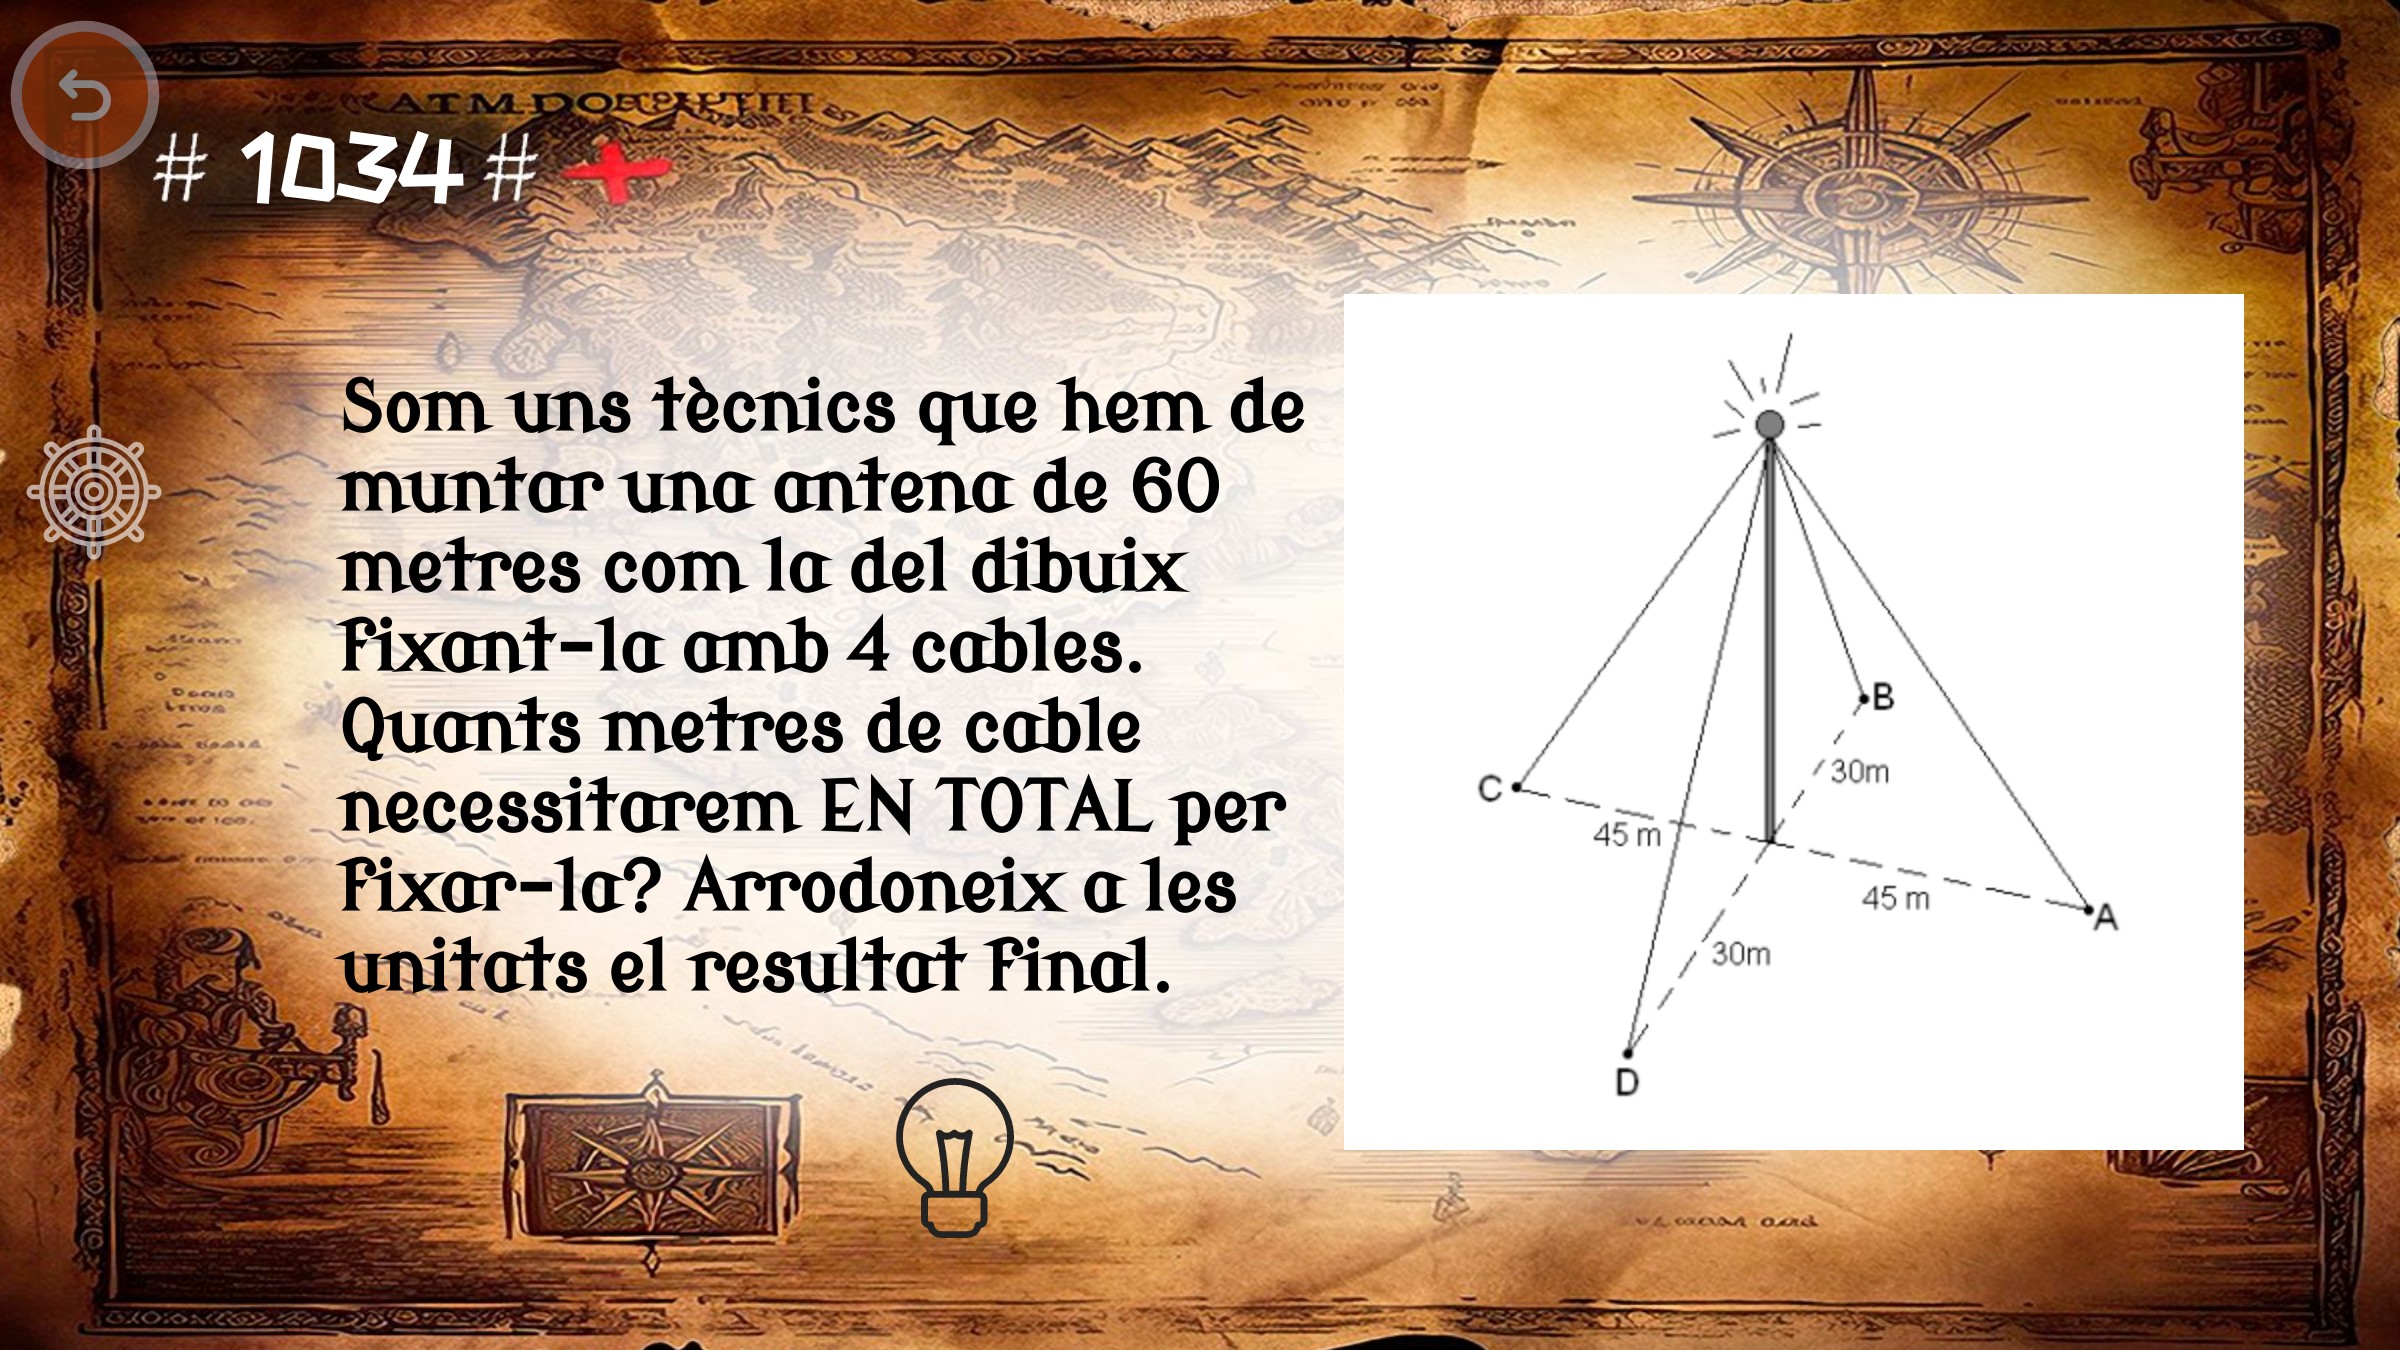 # 1034 #
Som uns tècnics que hem de
muntar una antena de 60
metres com la del dibuix
fixant-la amb 4 cables.
Quants metres de cable
necessitarem EN TOTAL per
fixar-la? Arrodoneix a les
unitats el resultat final.
B
30m
C
45 m
45 m
A
30m
D